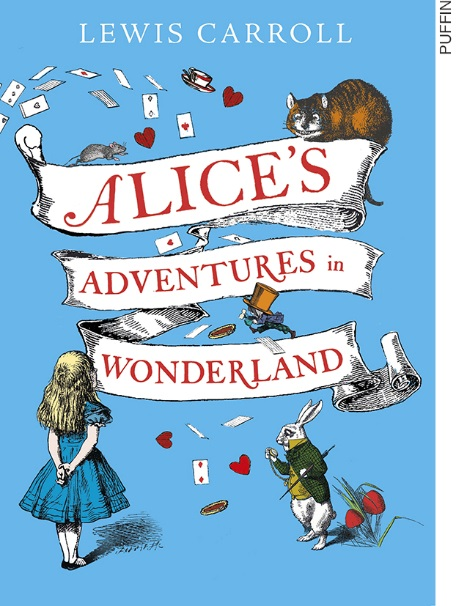 LEWIS CARROLL
ALICE'S
ADVENTURES in
WONDERLAND
PUFFIN